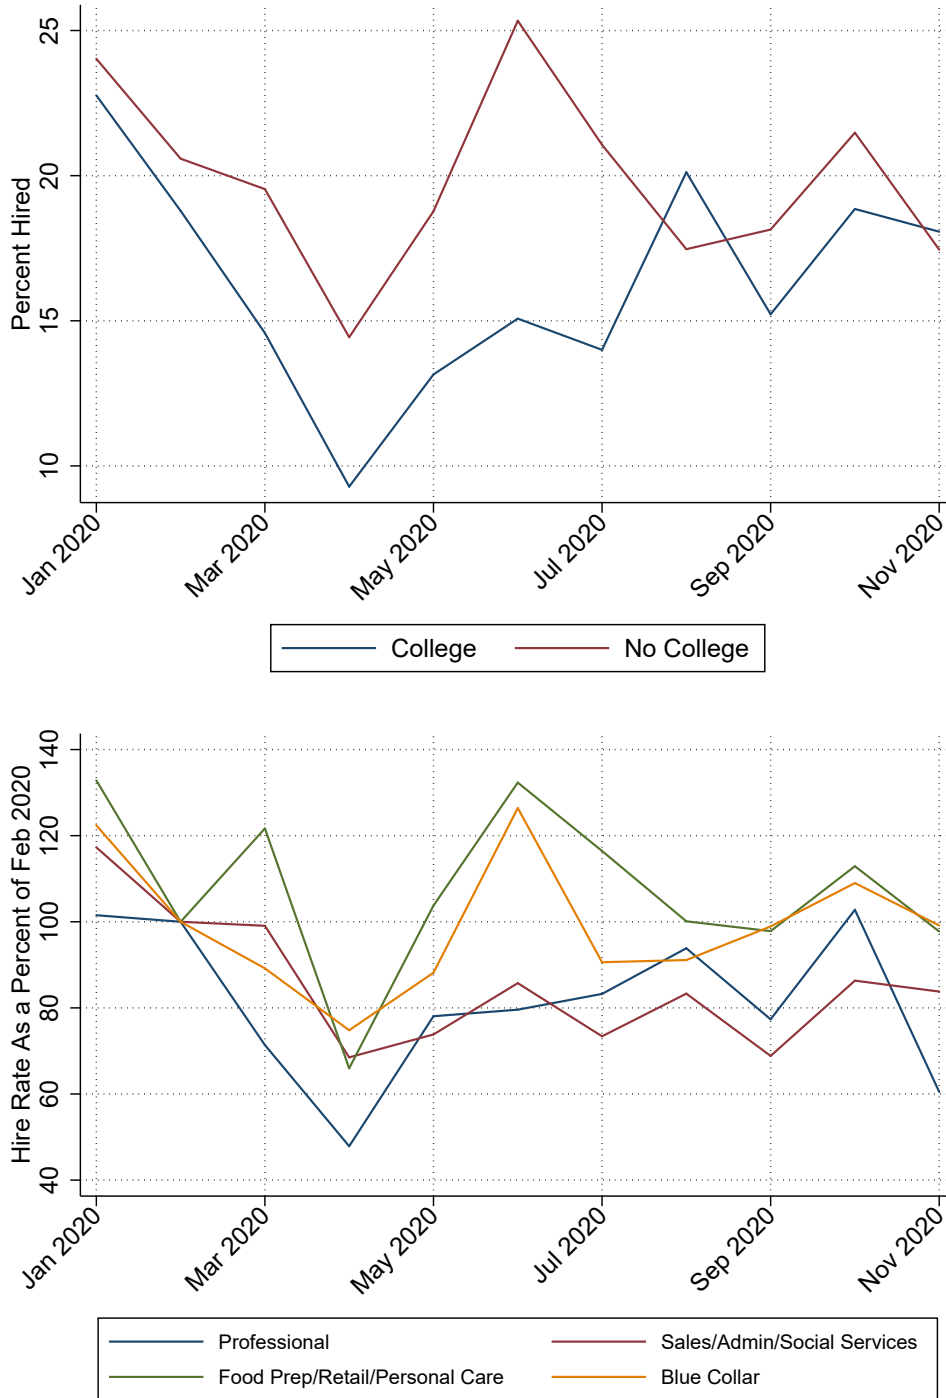 Percent Hired
25
20
15
10
Jan 2020
Mar 2020
May 2020
Jul 2020
Sep 2020
Nov 2020
College
No College
Hire Rate As a Percent of Feb 2020
140
120
100
80
60
40
Jan 2020
Mar 2020
May 2020
Jul 2020
Sep 2020
Nov 2020
Professional
Sales/Admin/Social Services
Food Prep/Retail/Personal Care
Blue Collar